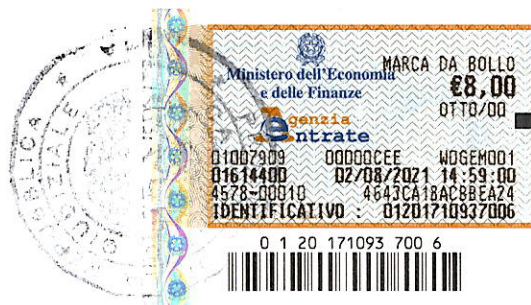 Ministero dell'Economia
e delle Finanze
MARCA DA BOLLO
€8,00
OTTO/00
genzia
entrate
01007909 00000CEE W0GEM001
01614400 02/08/2021 14:59:00
4578-00010 4643CA18AC8BEA24
IDENTIFICATIVO : 01201710937006
0 1 20 171093 700 6